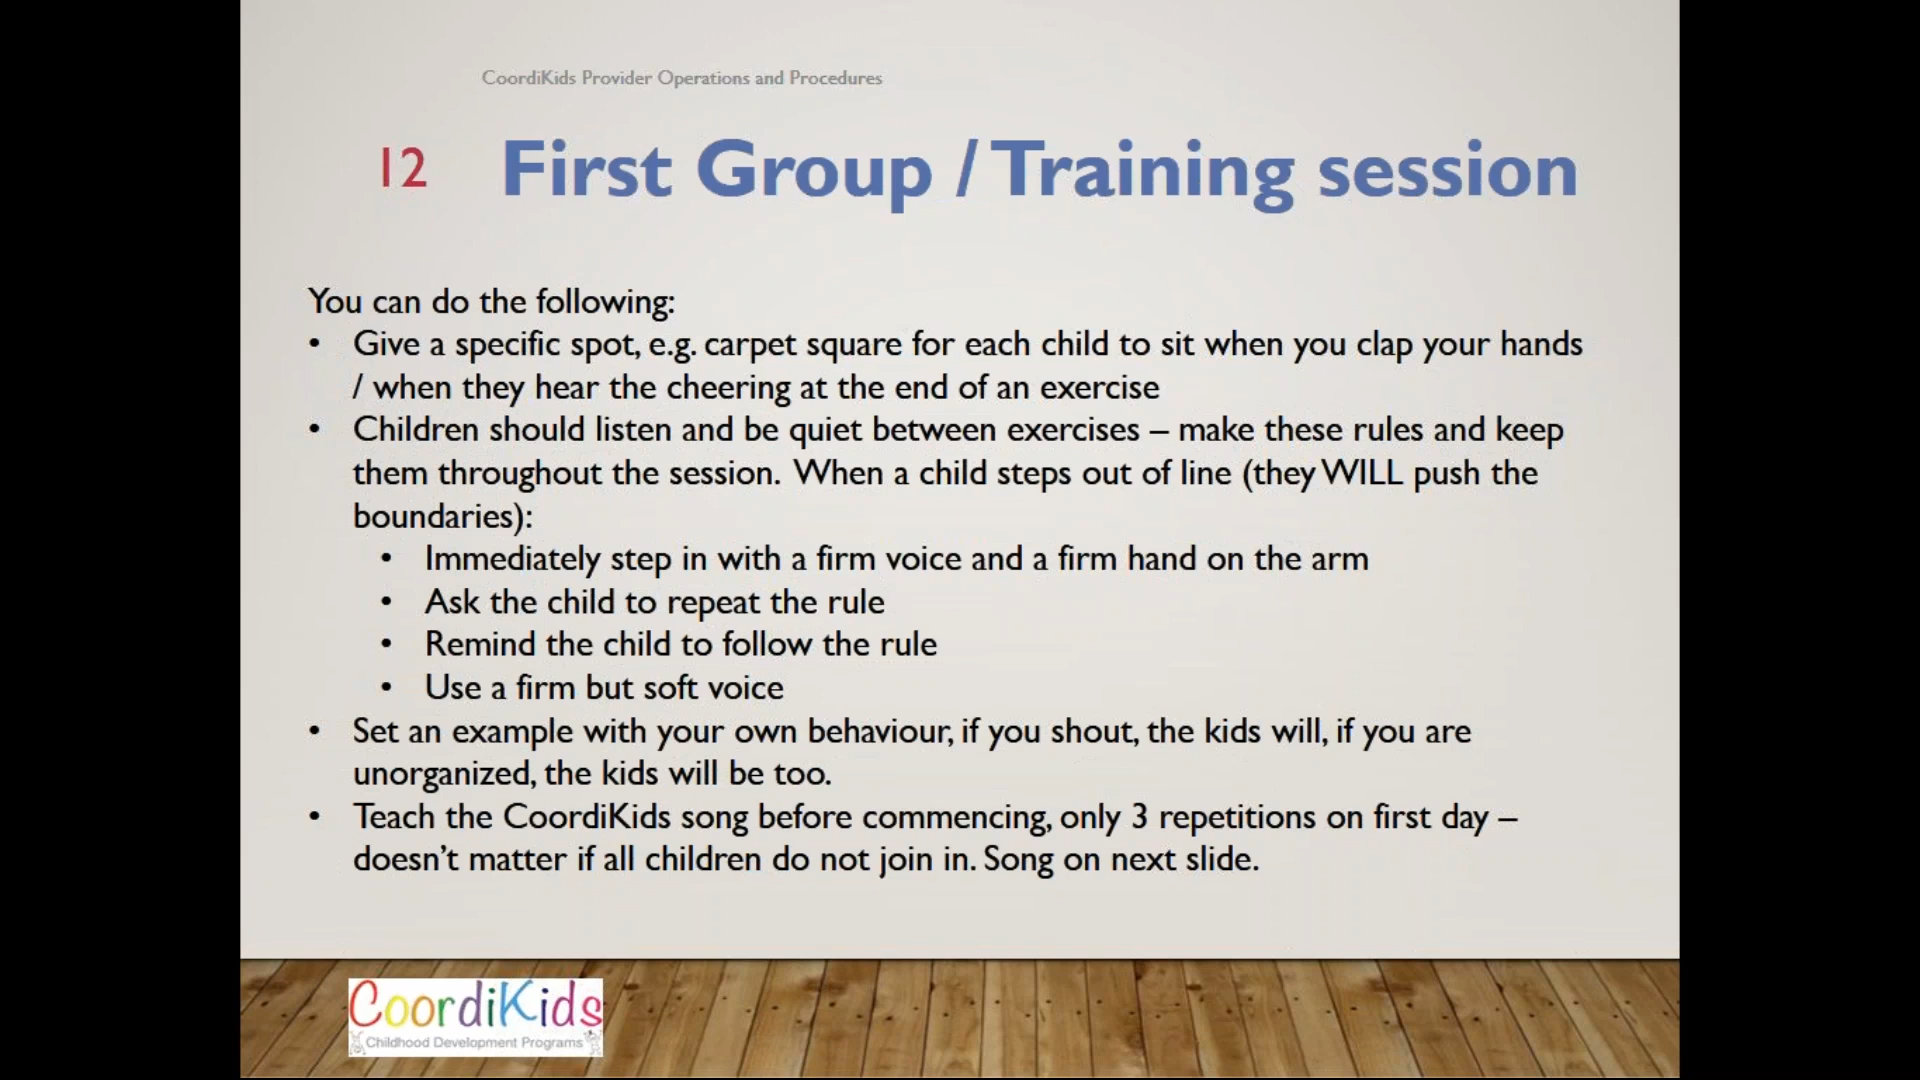 CoordiKids Provider Operations and Procedures
12 First Group / Training session
You can do the following:
• Give a specific spot, e.g. carpet square for each child to sit when you clap your hands
/ when they hear the cheering at the end of an exercise
• Children should listen and be quiet between exercises – make these rules and keep
them throughout the session. When a child steps out of line (they WILL push the
boundaries):
• Immediately step in with a firm voice and a firm hand on the arm
• Ask the child to repeat the rule
• Remind the child to follow the rule
• Use a firm but soft voice
• Set an example with your own behaviour, if you shout, the kids will, if you are
unorganized, the kids will be too.
• Teach the CoordiKids song before commencing, only 3 repetitions on first day –
doesn't matter if all children do not join in. Song on next slide.
CoordiKids
Childhood Development Programs